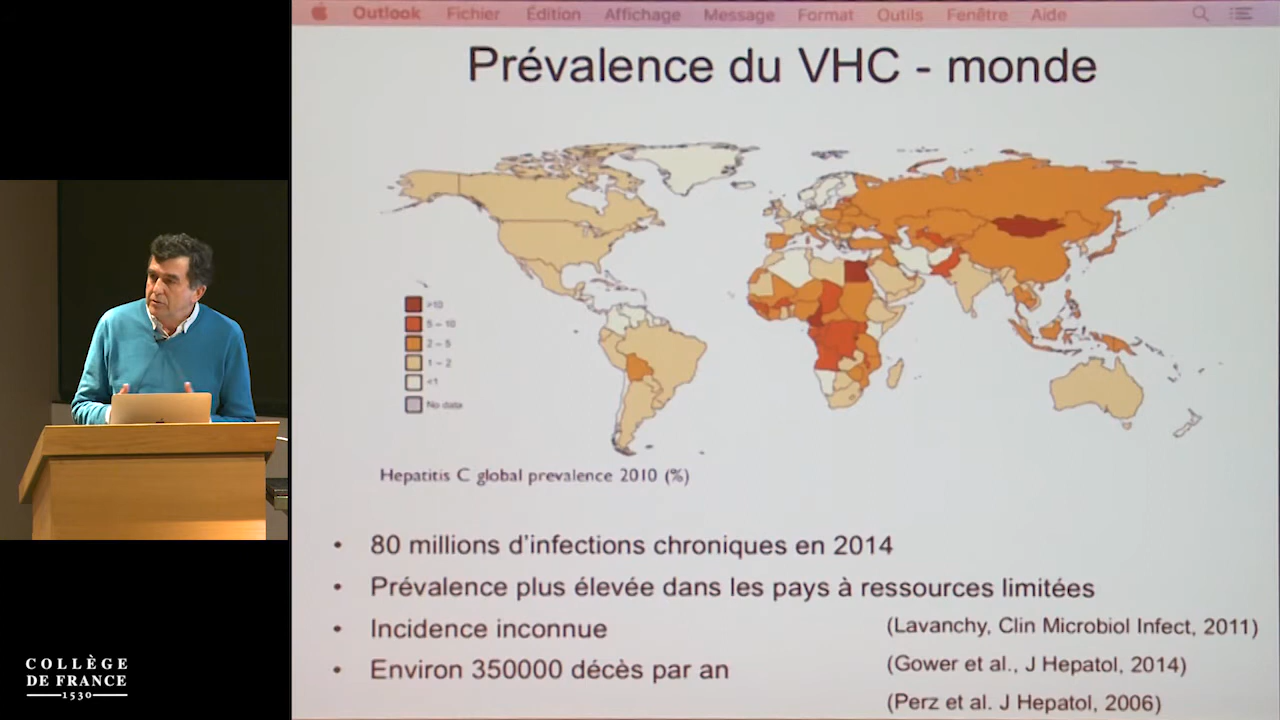 Outlook Fichier Édition Affichage Message Format Outils Fenêtre Aide
Prévalence du VHC - monde
>10
5 – 10
2 – 5
1 – 2
<1
No data
Hepatitis C global prevalence 2010 (%)
• 80 millions d'infections chroniques en 2014
• Prévalence plus élevée dans les pays à ressources limitées
• Incidence inconnue
(Lavanchy, Clin Microbiol Infect, 2011)
• Environ 350000 décès par an
(Gower et al., J Hepatol, 2014)
(Perz et al. J Hepatol, 2006)
COLLÈGE
DE FRANCE
1530